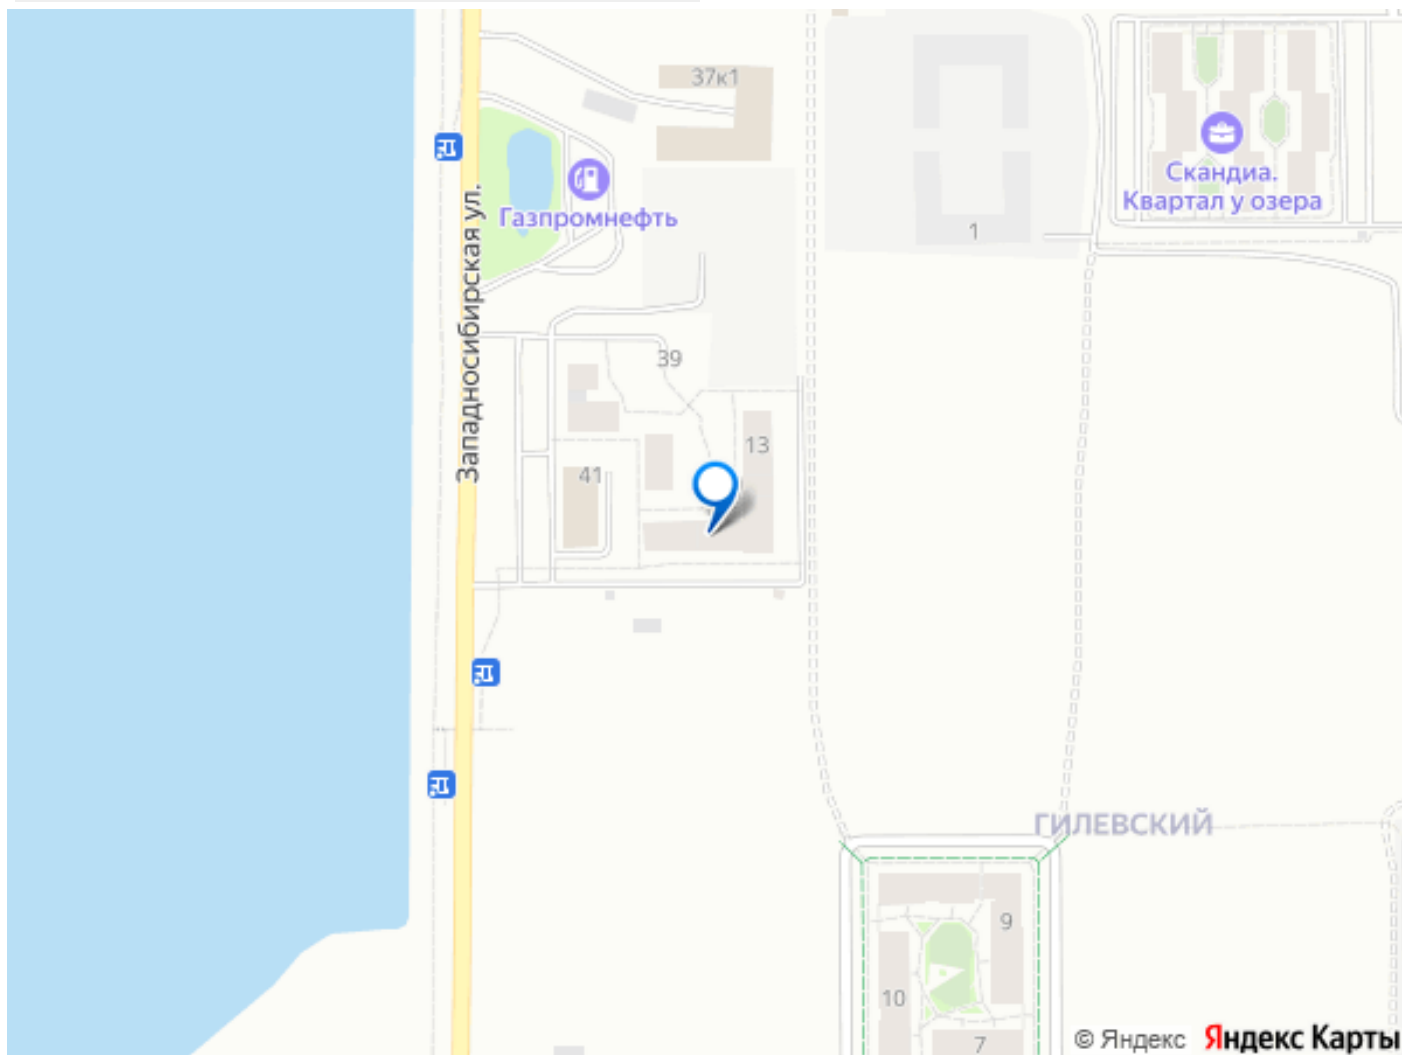 37к1
Скандиа.
Квартал у озера
Газпромнефть
1
Западносибирская ул.
39
13
41
ГИЛЕВСКИЙ
9
10
7
© Яндекс Яндекс Карты